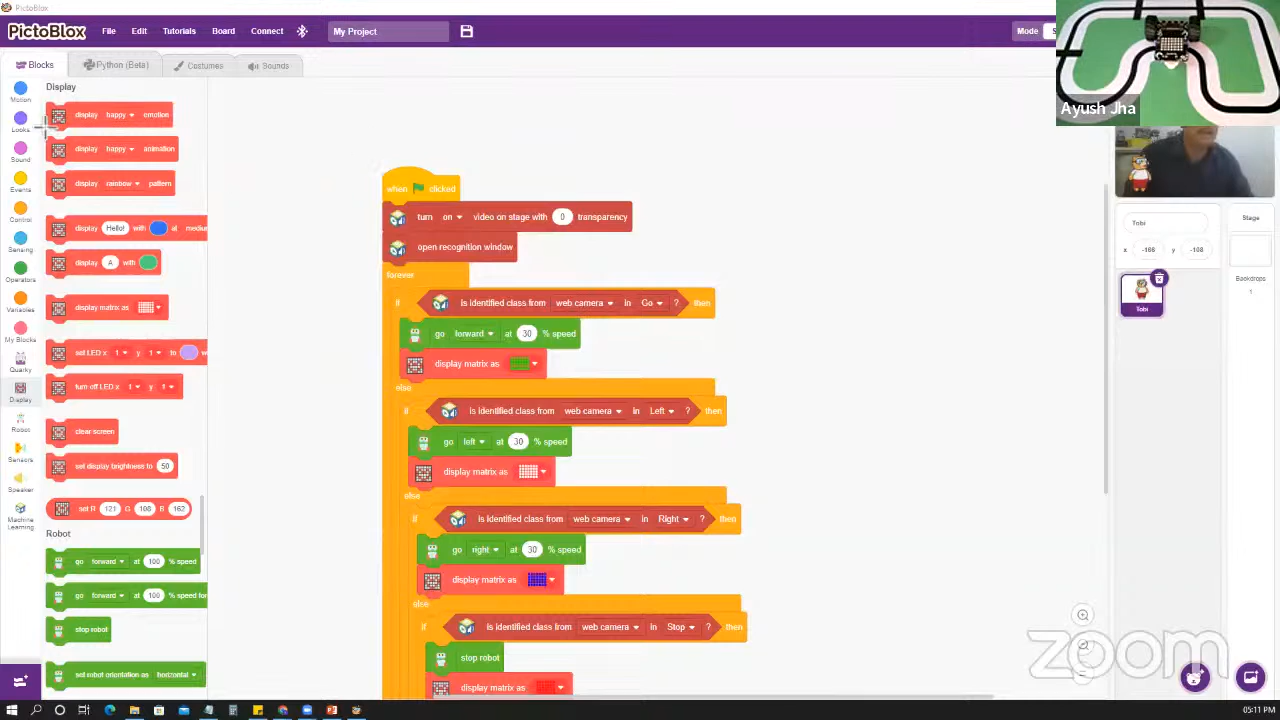 PictoBlox
PictoBlox File Edit Tutorials Board Connect My Project Mode
Ayush Jha
Blocks Python (Beta) Costumes Sounds
Motion
Looks
Sound
Events
Control
Sensing
Operators
Variables
My Blocks
Quarky
Display
Robot
Sensors
Speaker
Machine
Learning
Display
display happy emotion
display happy animation
display rainbow pattern
display Hello! with at medium
display A with
display matrix as
set LED x 1 y 1 to w
turn off LED x 1 y 1
clear screen
set display brightness to 50
set R 121 G 108 B 162
Robot
go forward at 100 % speed
go forward at 100 % speed for
stop robot
set robot orientation as horizontal
when clicked
turn on video on stage with 0 transparency
open recognition window
forever
if is identified class from web camera in Go ? then
go forward at 30 % speed
display matrix as
else
if is identified class from web camera in Left ? then
go left at 30 % speed
display matrix as
else
if is identified class from web camera in Right ? then
go right at 30 % speed
display matrix as
else
if is identified class from web camera in Stop ? then
stop robot
display matrix as
Tobi
x -168 y -108
Tobi
Stage
Backdrops
1
zoom
05:11 PM